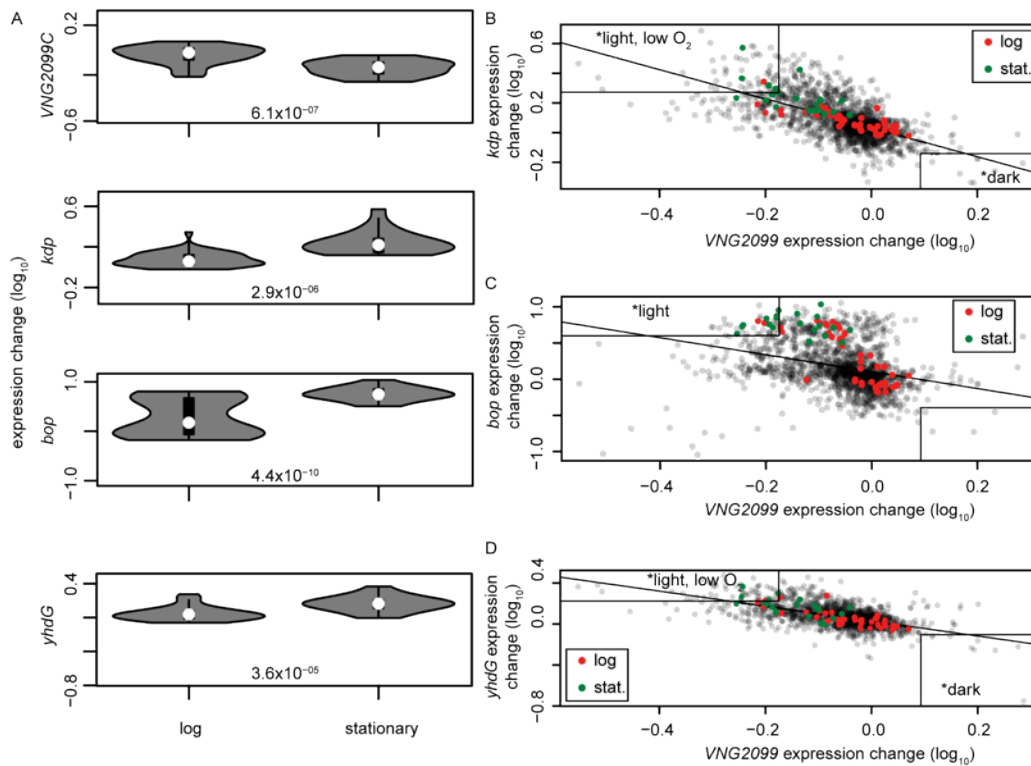 A
expression change (log10)
VNG2099C
0.2
−0.6
6.1x10−07
kdp
0.6
−0.2
2.9x10−06
bop
1.0
−1.0
4.4x10−10
yhdG
0.4
−0.8
3.6x10−05
log
stationary
B
kdp expression
change (log10)
0.6
0.2
−0.2
*light, low O2
log
stat.
*dark
−0.4
−0.2
0.0
0.2
VNG2099 expression change (log10)
C
bop expression
change (log10)
1.0
0.0
−1.0
*light
log
stat.
−0.4
−0.2
0.0
0.2
VNG2099 expression change (log10)
D
yhdG expression
change (log10)
0.4
0.0
−0.8
*light, low O
log
stat.
*dark
−0.4
−0.2
0.0
0.2
VNG2099 expression change (log10)